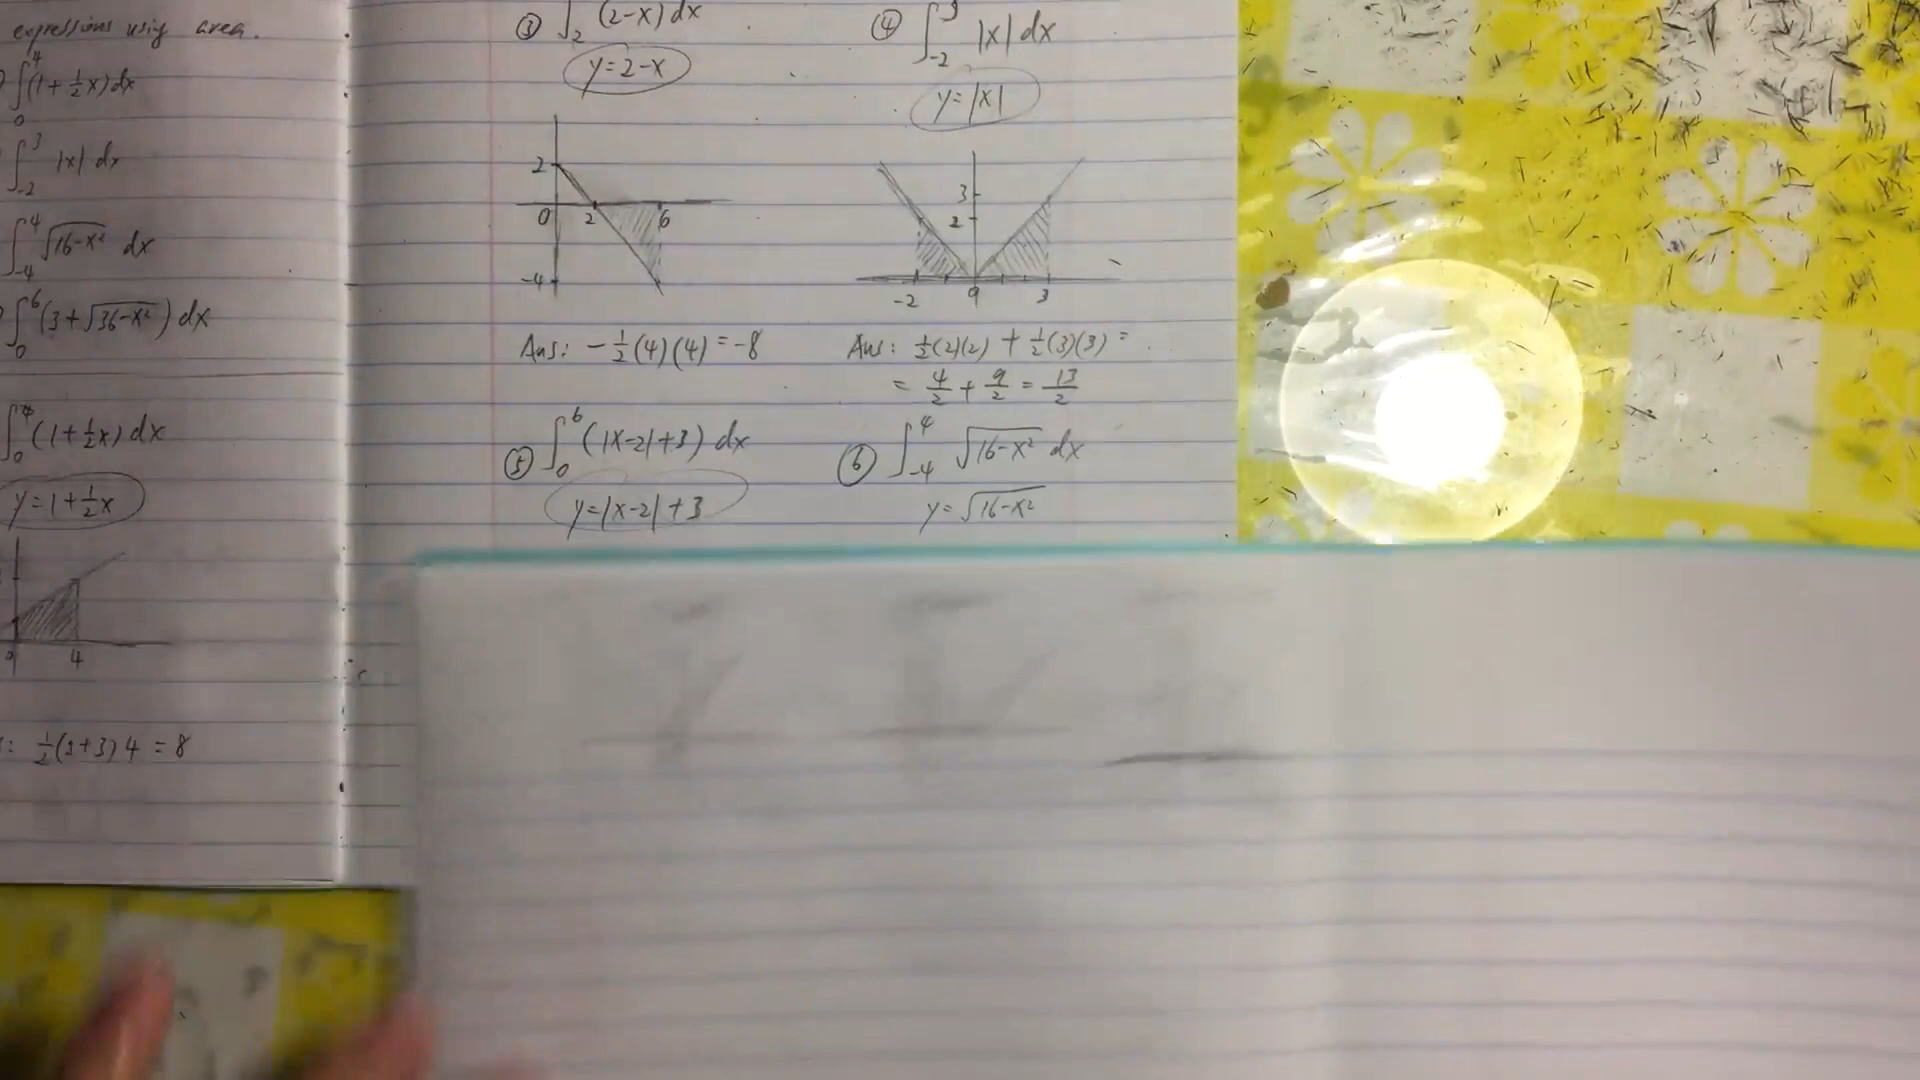 expressions using area.
∫₀⁴ (1+½x) dx
∫₋₂³ |x| dx
∫₋₄⁴ √(16-x²) dx
∫₀⁶ (3+√(36-x²)) dx
∫₀⁴ (1+½x) dx
y=1+½x
4
½(1+3)4 = 8
③ ∫₂ (2-x) dx
y=2-x
2
0 2 6
-4
Ans: -½(4)(4) = -8
④ ∫₋₂³ |x| dx
y=|x|
3
2
-2 0 3
Ans: ½(2)(2) + ½(3)(3) =
= 4/2 + 9/2 = 13/2
⑤ ∫₀⁶ (|x-2|+3) dx
y=|x-2|+3
⑥ ∫₋₄⁴ √(16-x²) dx
y=√(16-x²)